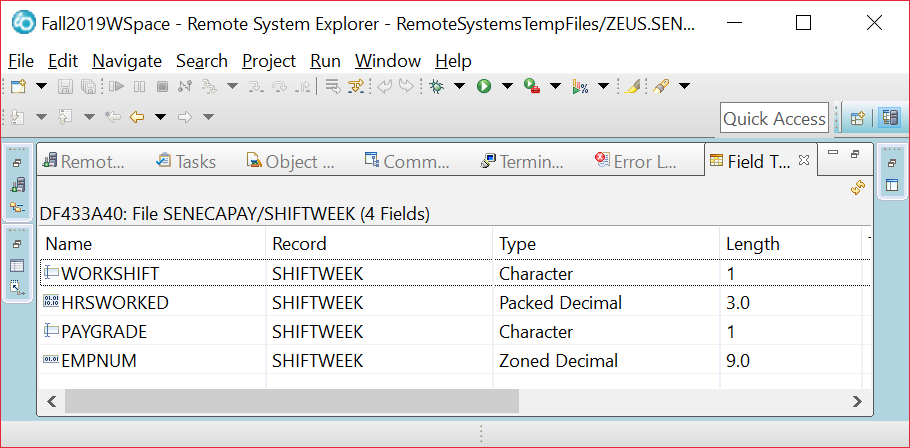 Fall2019WSpace - Remote System Explorer - RemoteSystemsTempFiles/ZEUS.SEN...
File Edit Navigate Search Project Run Window Help
Quick Access
Remot... Tasks Object ... Comm... Termin... Error L... Field T...
DF433A40: File SENECAPAY/SHIFTWEEK (4 Fields)
Name Record Type Length
WORKSHIFT SHIFTWEEK Character 1
HRSWORKED SHIFTWEEK Packed Decimal 3.0
PAYGRADE SHIFTWEEK Character 1
EMPNUM SHIFTWEEK Zoned Decimal 9.0